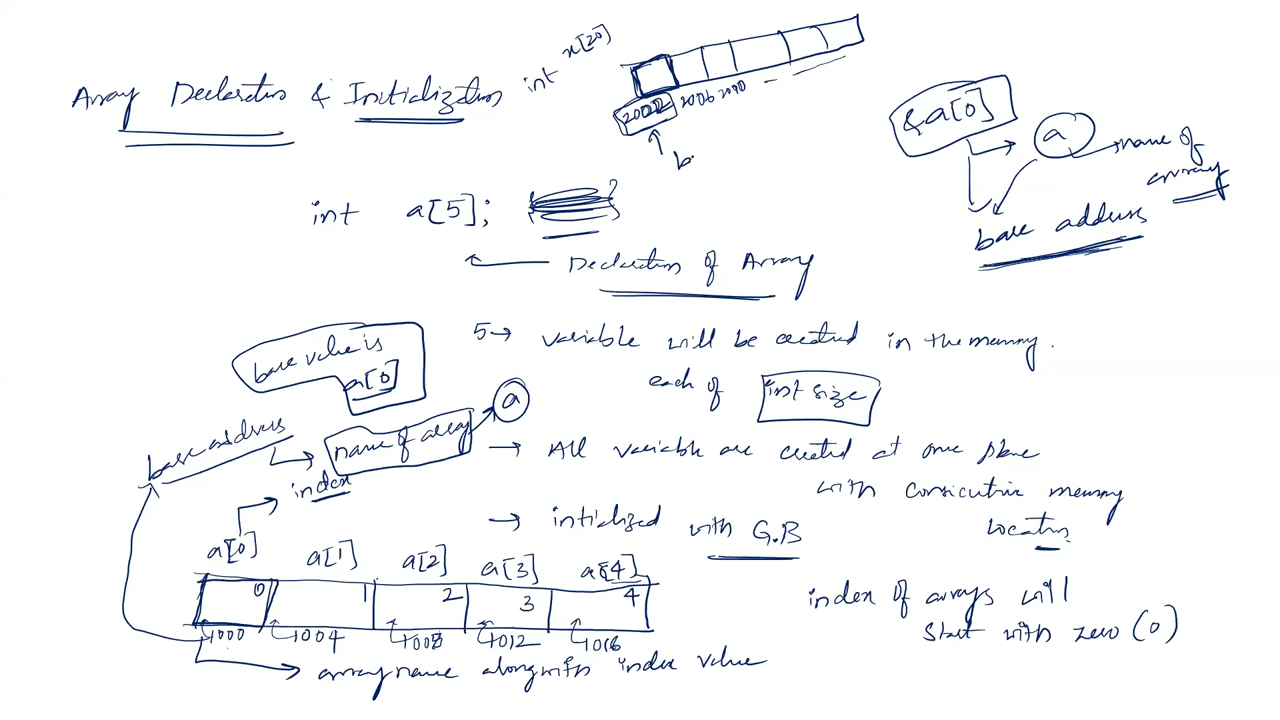 int x[20]
Array Declaration & Initialization
2002 2006 2000
b.
&a[0]
a
name of array
base address
int a[5];
Declaration of Array
5 → variable will be created in the memory.
each of int size
base value is
a[0]
a
base address
name of array
→ All variable are created at one place
with consicutive memory
location
index
→ intialized with G.B
a[0] a[1] a[2] a[3] a[4]
0 1 2 3 4
1000 1004 1008 1012 1016
array name along with index value
index of arrays will
start with zero (0)